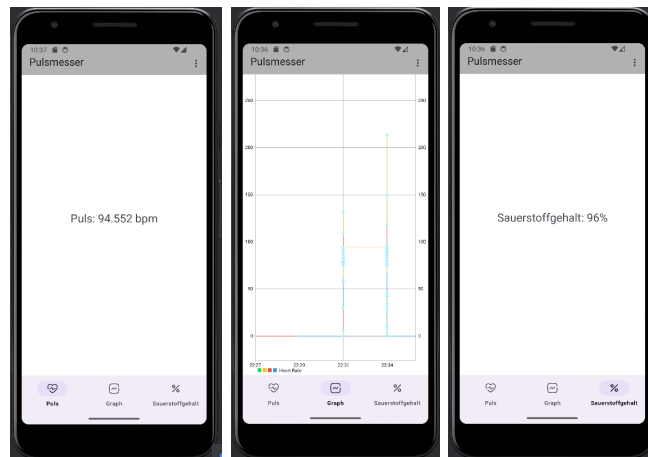 10:37
Pulsmesser
Puls: 94.552 bpm
Puls
Graph
Sauerstoffgehalt
10:36
Pulsmesser
250
250
200
200
150
150
100
100
50
50
0
0
22:07
22:29
22:31
22:34
Heart Rate
Puls
Graph
Sauerstoffgehalt
10:36
Pulsmesser
Sauerstoffgehalt: 96%
Puls
Graph
Sauerstoffgehalt